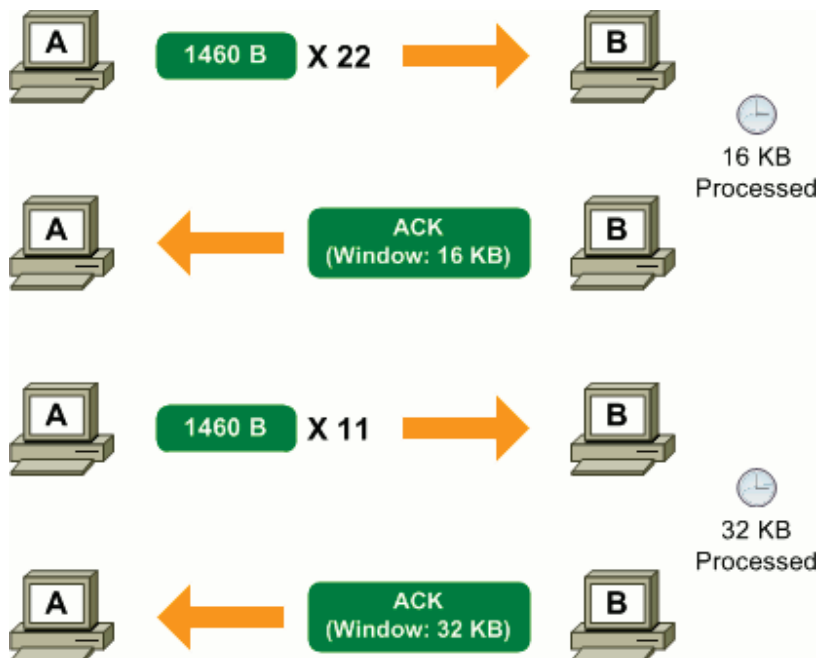 A
1460 B X 22
B
16 KB
Processed
A
ACK
(Window: 16 KB)
B
A
1460 B X 11
B
32 KB
Processed
A
ACK
(Window: 32 KB)
B